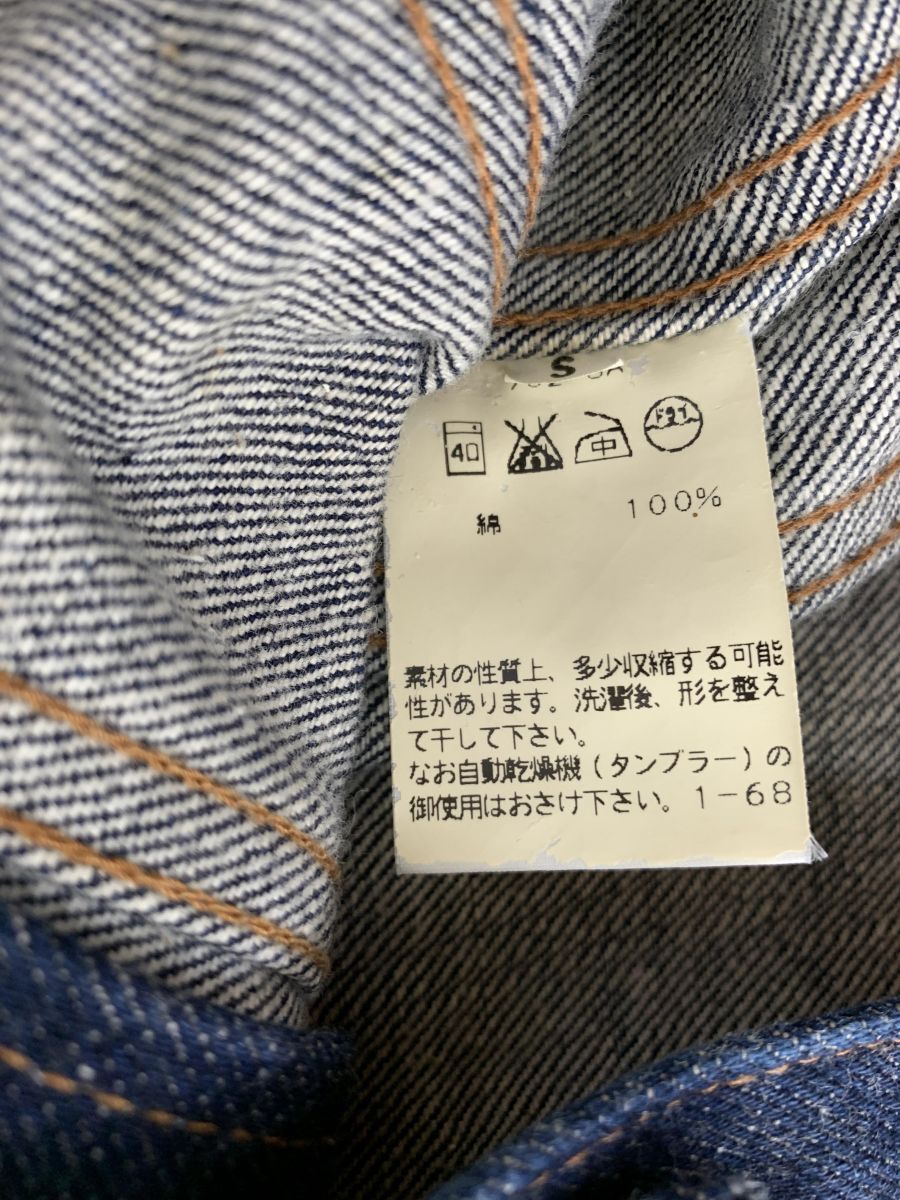 S
40
中
ドライ
綿 100%
素材の性質上、多少収縮する可能
性があります。洗濯後、形を整え
て干して下さい。
なお自動乾燥機(タンブラー)の
御使用はおさけ下さい。1-68